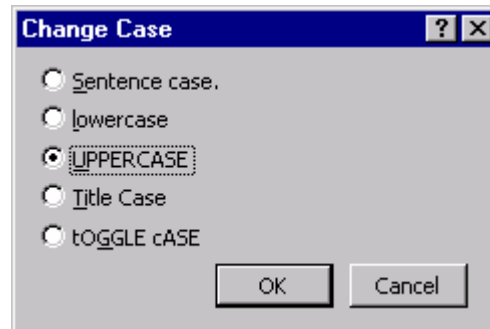 Change Case ? ×
Sentence case.
lowercase
UPPERCASE
Title Case
tOGGLE cASE
OK Cancel